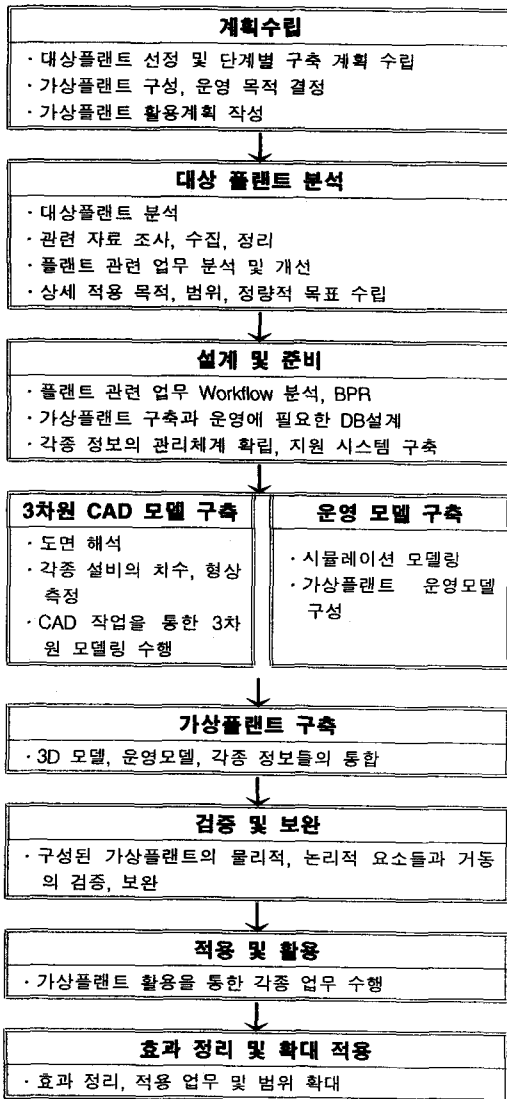 계획수립
· 대상플랜트 선정 및 단계별 구축 계획 수립
· 가상플랜트 구성, 운영 목적 결정
· 가상플랜트 활용계획 작성
대상 플랜트 분석
· 대상플랜트 분석
· 관련 자료 조사, 수집, 정리
· 플랜트 관련 업무 분석 및 개선
· 상세 적용 목적, 범위, 정량적 목표 수립
설계 및 준비
· 플랜트 관련 업무 Workflow 분석, BPR
· 가상플랜트 구축과 운영에 필요한 DB설계
· 각종 정보의 관리체계 확립, 지원 시스템 구축
3차원 CAD 모델 구축
· 도면 해석
· 각종 설비의 치수, 형상
측정
· CAD 작업을 통한 3차
원 모델링 수행
운영 모델 구축
· 시뮬레이션 모델링
· 가상플랜트 운영모델
구성
가상플랜트 구축
· 3D 모델, 운영모델, 각종 정보들의 통합
검증 및 보완
· 구성된 가상플랜트의 물리적, 논리적 요소들과 거동
의 검증, 보완
적용 및 활용
· 가상플랜트 활용을 통한 각종 업무 수행
효과 정리 및 확대 적용
· 효과 정리, 적용 업무 및 범위 확대